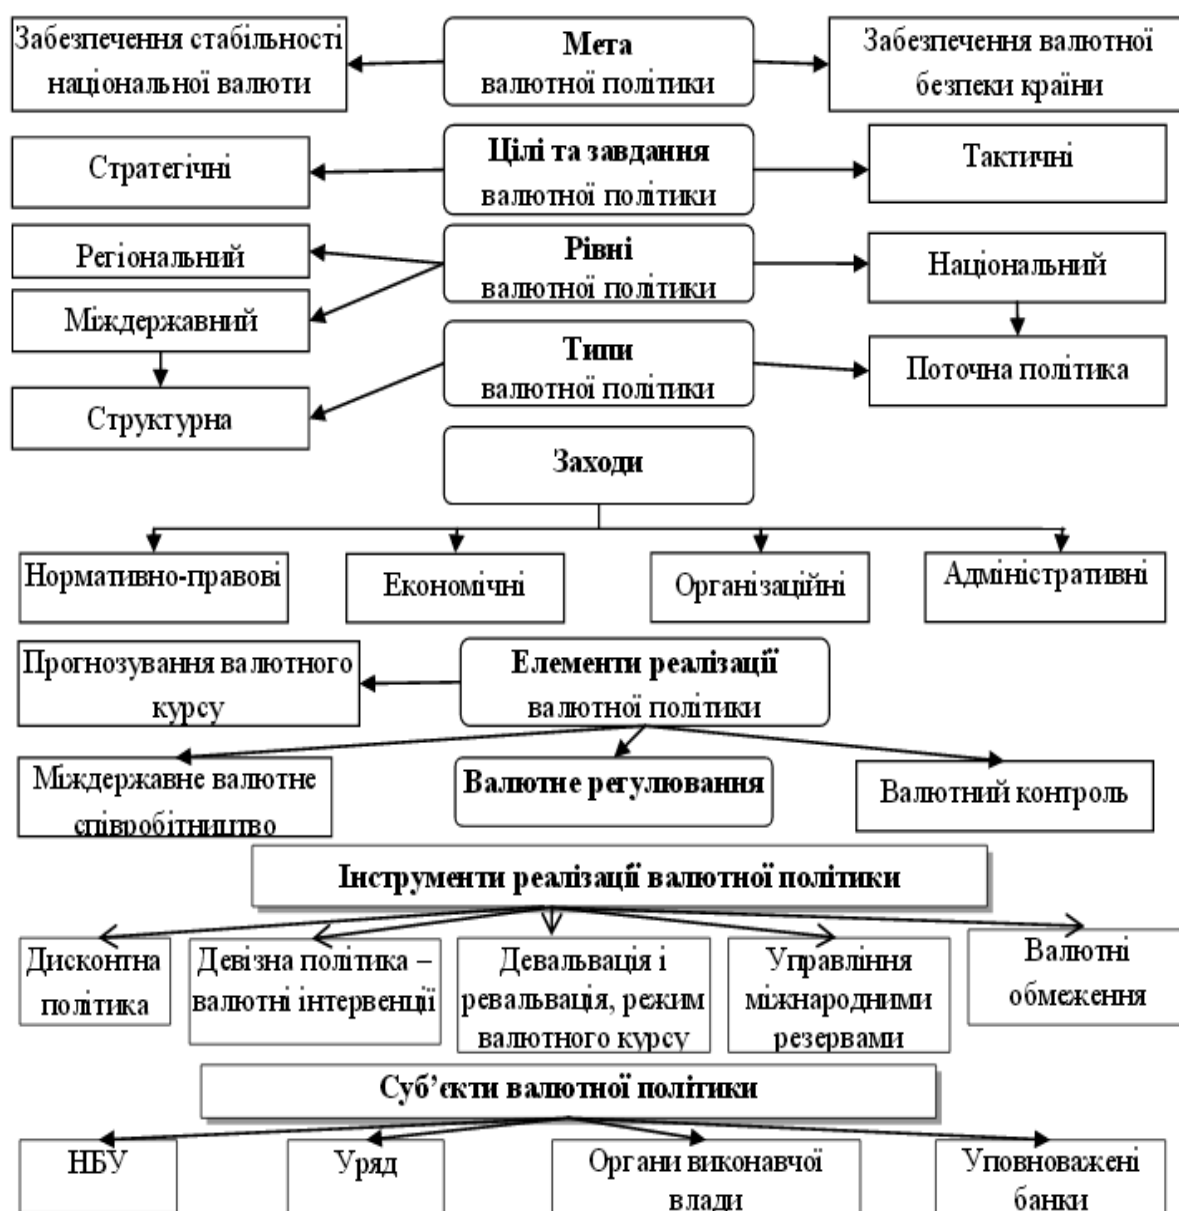 Забезпечення стабільності
національної валюти
Мета
валютної політики
Забезпечення валютної
безпеки країни
Стратегічні
Цілі та завдання
валютної політики
Тактичні
Регіональний
Міждержавний
Рівні
валютної політики
Національний
Структурна
Типи
валютної політики
Поточна політика
Заходи
Нормативно-правові
Економічні
Організаційні
Адміністративні
Прогнозування валютного
курсу
Елементи реалізації
валютної політики
Міждержавне валютне
співробітництво
Валютне регулювання
Валютний контроль
Інструменти реалізації валютної політики
Дисконтна
політика
Девізна політика –
валютні інтервенції
Девальвація і
ревальвація, режим
валютного курсу
Управління
міжнародними
резервами
Валютні
обмеження
Суб’єкти валютної політики
НБУ
Уряд
Органи виконавчої
влади
Уповноважені
банки